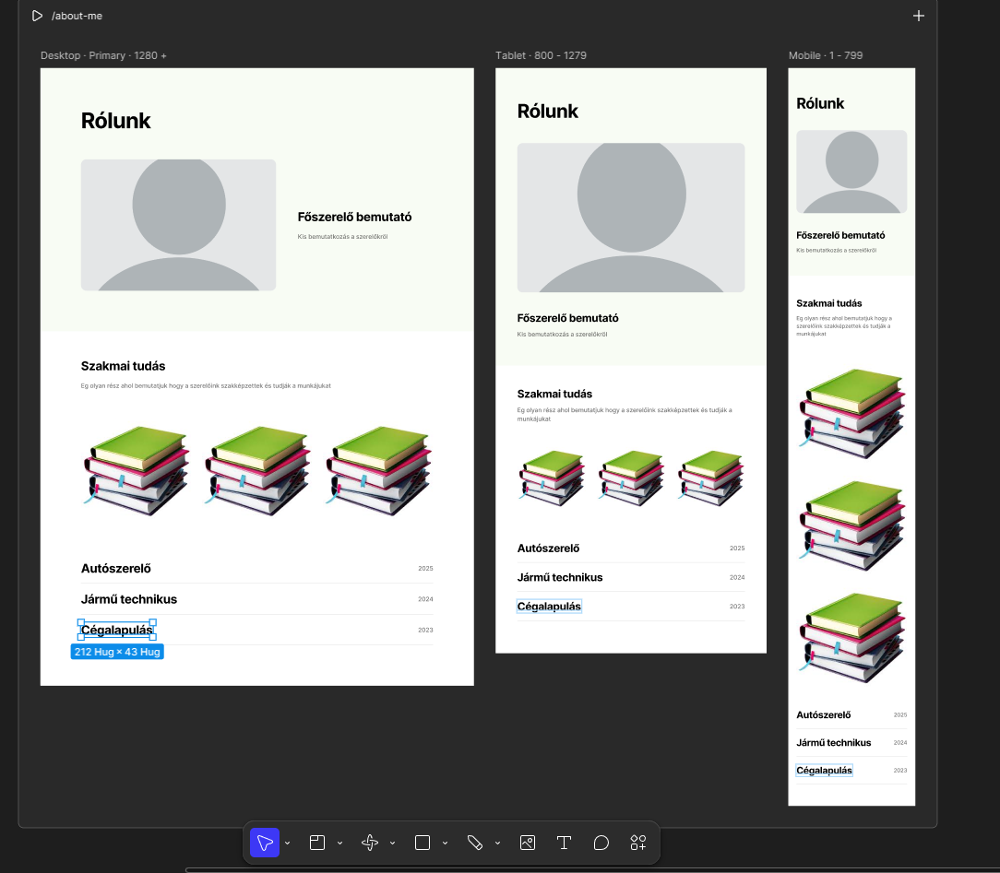 /about-me
Desktop · Primary · 1280 +
Rólunk
Főszerelő bemutató
Kis bemutatkozás a szerelőkről
Szakmai tudás
Eg olyan rész ahol bemutatjuk hogy a szerelőink szakképzettek és tudják a munkájukat
Autószerelő 2025
Jármű technikus 2024
Cégalapulás 2023
212 Hug × 43 Hug
Tablet · 800 - 1279
Rólunk
Főszerelő bemutató
Kis bemutatkozás a szerelőkről
Szakmai tudás
Eg olyan rész ahol bemutatjuk hogy a szerelőink szakképzettek és tudják a
munkájukat
Autószerelő 2025
Jármű technikus 2024
Cégalapulás 2023
Mobile · 1 - 799
Rólunk
Főszerelő bemutató
Kis bemutatkozás a szerelőkről
Szakmai tudás
Eg olyan rész ahol bemutatjuk hogy a
szerelőink szakképzettek és tudják a
munkájukat
Autószerelő 2025
Jármű technikus 2024
Cégalapulás 2023